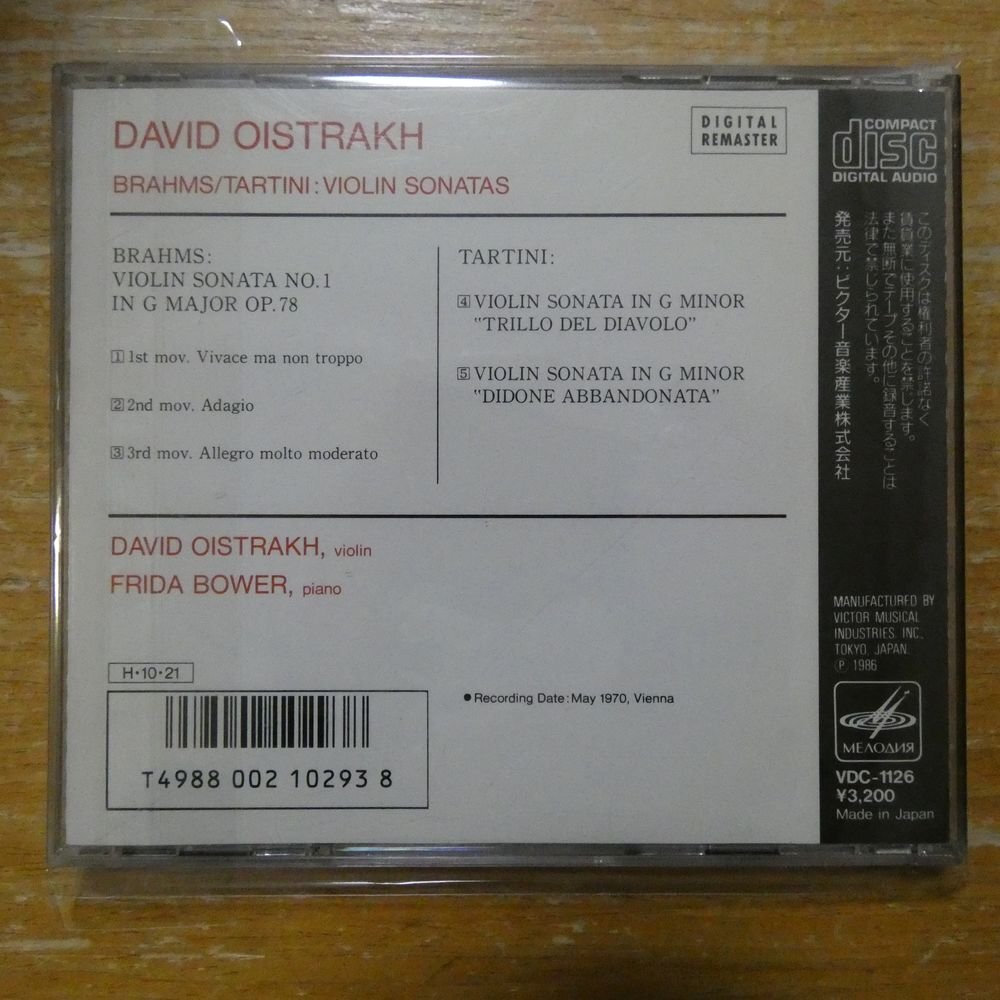 DAVID OISTRAKH
BRAHMS/TARTINI:VIOLIN SONATAS
DIGITAL
REMASTER
BRAHMS:
VIOLIN SONATA NO.1
IN G MAJOR OP.78
1 1st mov. Vivace ma non troppo
2 2nd mov. Adagio
3 3rd mov. Allegro molto moderato
TARTINI:
4 VIOLIN SONATA IN G MINOR
"TRILLO DEL DIAVOLO"
5 VIOLIN SONATA IN G MINOR
"DIDONE ABBANDONATA"
DAVID OISTRAKH, violin
FRIDA BOWER, piano
H・10・21
T4988 002 10293 8
●Recording Date:May 1970, Vienna
COMPACT
disc
DIGITAL AUDIO
このディスクは権利者の許諾なく
賃貸業に使用することを禁じます。
また無断でテープその他に録音することは
法律で禁じられています。
発売元:ビクター音楽産業株式会社
MANUFACTURED BY
VICTOR MUSICAL
INDUSTRIES. INC.,
TOKYO. JAPAN.
℗ 1986
МЕЛОДИЯ
VDC-1126
¥3,200
Made in Japan